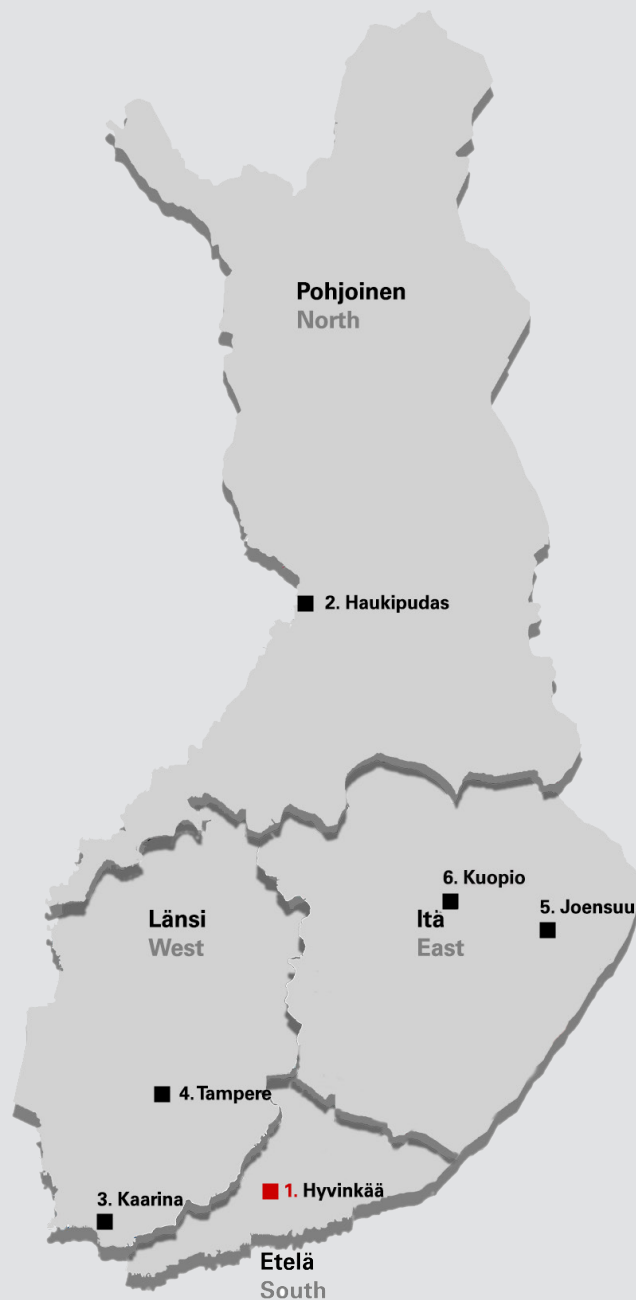 Pohjoinen
North
2. Haukipudas
6. Kuopio
5. Joensuu
Länsi
West
Itä
East
4. Tampere
1. Hyvinkää
3. Kaarina
Etelä
South